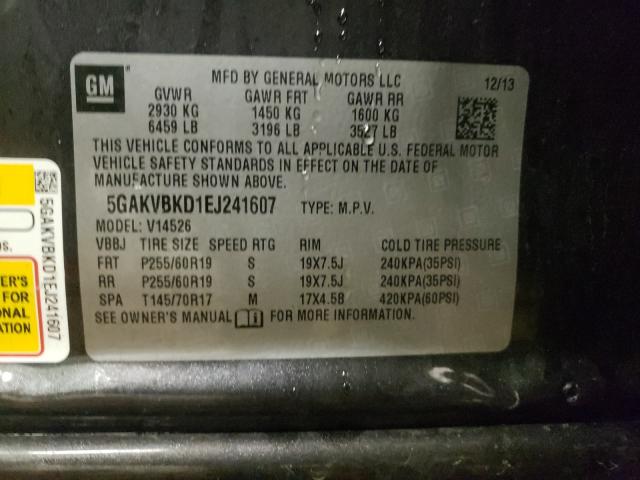 GM
MFD BY GENERAL MOTORS LLC
12/13
GVWR GAWR FRT GAWR RR
2930 KG 1450 KG 1600 KG
6459 LB 3196 LB 3527 LB
THIS VEHICLE CONFORMS TO ALL APPLICABLE U.S. FEDERAL MOTOR
VEHICLE SAFETY STANDARDS IN EFFECT ON THE DATE OF
MANUFACTURE SHOWN ABOVE.
5GAKVBKD1EJ241607 TYPE: M.P.V.
MODEL: V14526
VBBJ TIRE SIZE SPEED RTG RIM COLD TIRE PRESSURE
FRT P255/60R19 S 19X7.5J 240KPA(35PSI)
RR P255/60R19 S 19X7.5J 240KPA(35PSI)
SPA T145/70R17 M 17X4.5B 420KPA(60PSI)
SEE OWNER'S MANUAL FOR MORE INFORMATION.
5GAKVBKD1EJ241607
FOR